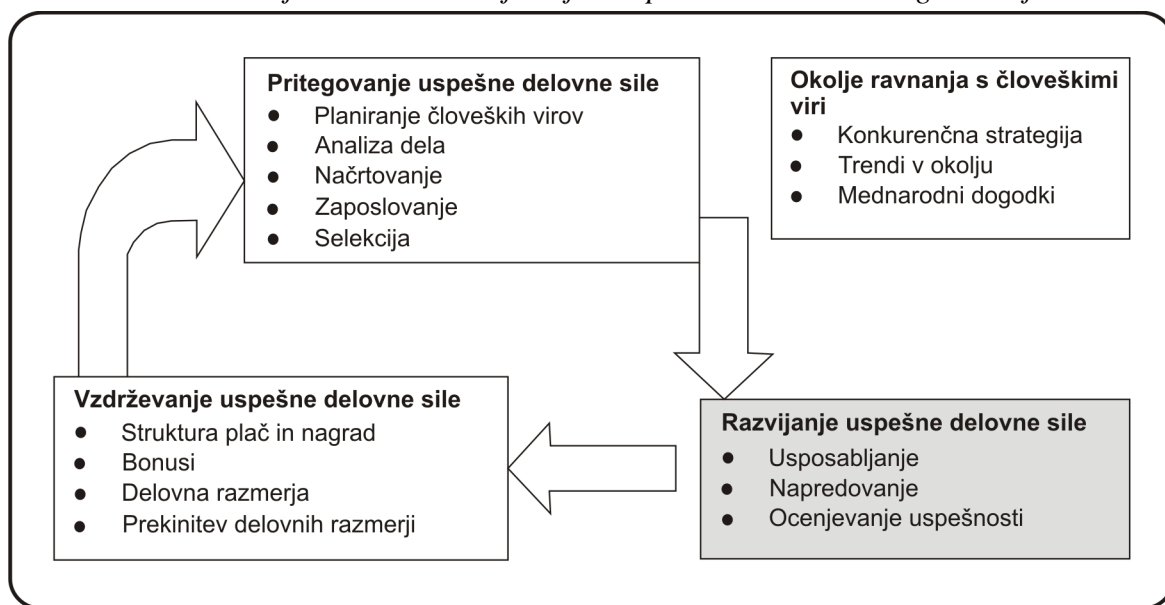 Pritegovanje uspešne delovne sile
● Planiranje človeških virov
● Analiza dela
● Načrtovanje
● Zaposlovanje
● Selekcija
Okolje ravnanja s človeškimi
viri
● Konkurenčna strategija
● Trendi v okolju
● Mednarodni dogodki
Vzdrževanje uspešne delovne sile
● Struktura plač in nagrad
● Bonusi
● Delovna razmerja
● Prekinitev delovnih razmerji
Razvijanje uspešne delovne sile
● Usposabljanje
● Napredovanje
● Ocenjevanje uspešnosti